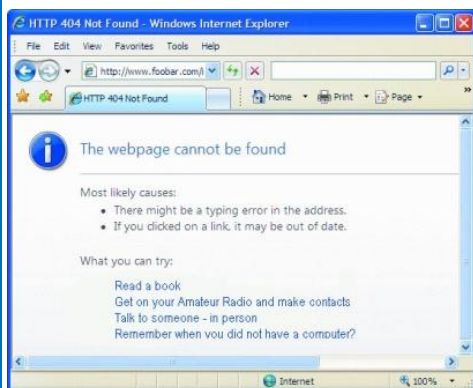 HTTP 404 Not Found - Windows Internet Explorer
File Edit View Favorites Tools Help
http://www.foobar.com/
HTTP 404 Not Found Home Print Page »
The webpage cannot be found
Most likely causes:
• There might be a typing error in the address.
• If you clicked on a link, it may be out of date.
What you can try:
Read a book
Get on your Amateur Radio and make contacts
Talk to someone - in person
Remember when you did not have a computer?
Internet 100%